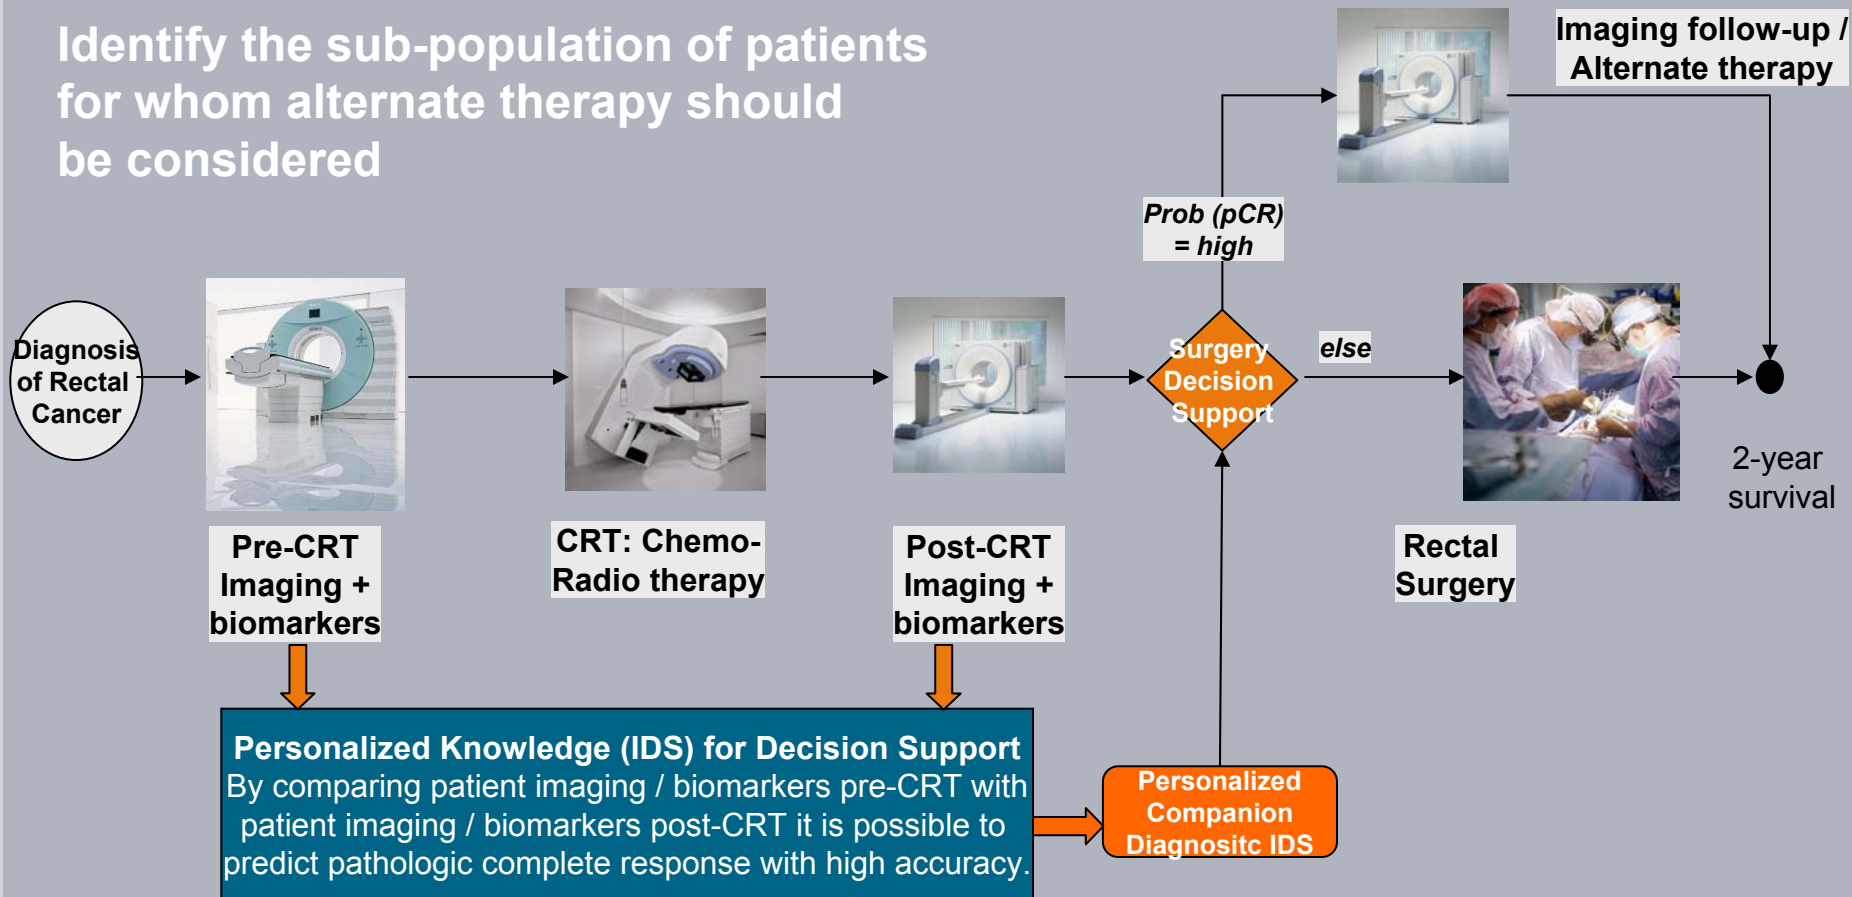 Identify the sub-population of patients
for whom alternate therapy should
be considered
Imaging follow-up /
Alternate therapy
Prob (pCR)
= high
Diagnosis
of Rectal
Cancer
Surgery
Decision
Support
else
2-year
survival
Pre-CRT
Imaging +
biomarkers
CRT: Chemo-
Radio therapy
Post-CRT
Imaging +
biomarkers
Rectal
Surgery
Personalized Knowledge (IDS) for Decision Support
By comparing patient imaging / biomarkers pre-CRT with
patient imaging / biomarkers post-CRT it is possible to
predict pathologic complete response with high accuracy.
Personalized
Companion
Diagnositc IDS